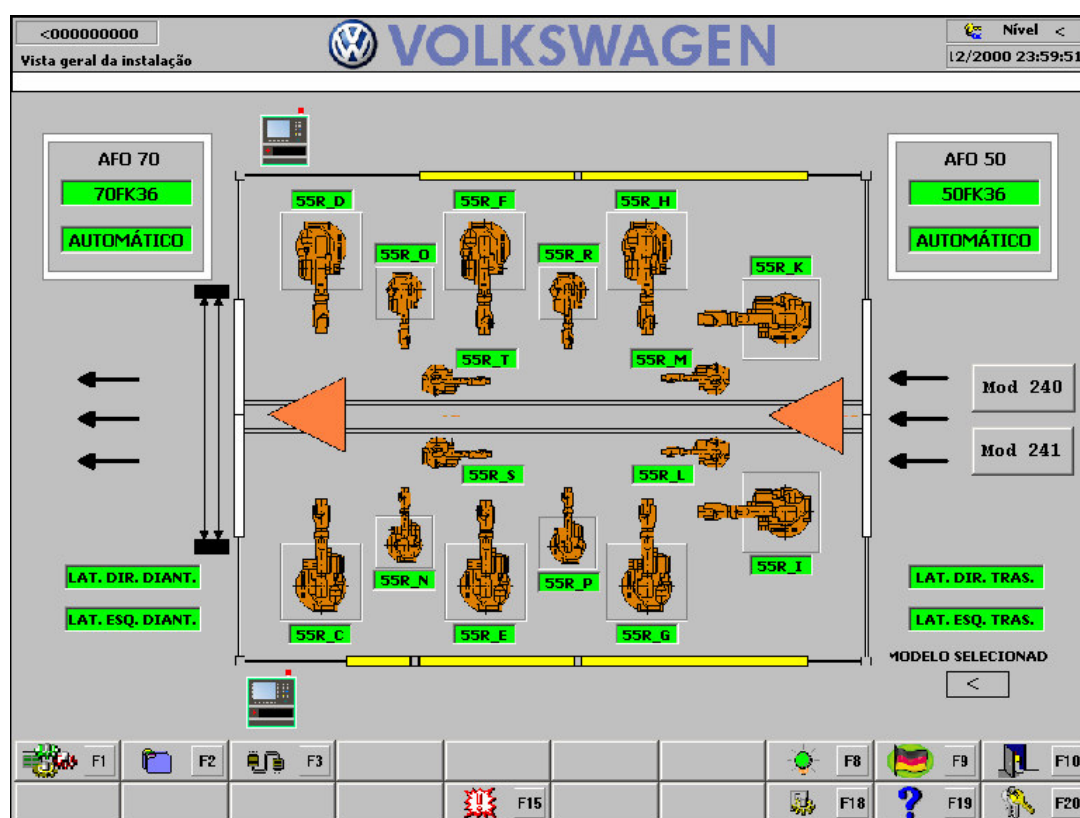 <000000000
VOLKSWAGEN
Nível <
Vista geral da instalação
12/2000 23:59:51
AFO 70
70FK36
AUTOMÁTICO
AFO 50
50FK36
AUTOMÁTICO
55R_D
55R_F
55R_H
55R_O
55R_R
55R_K
55R_T
55R_M
Mod 240
Mod 241
55R_S
55R_L
55R_N
55R_P
55R_I
55R_C
55R_E
55R_G
LAT. DIR. DIANT.
LAT. ESQ. DIANT.
LAT. DIR. TRAS.
LAT. ESQ. TRAS.
MODELO SELECIONAD
<
F1
F2
F3
F8
F9
F10
F15
F18
F19
F20